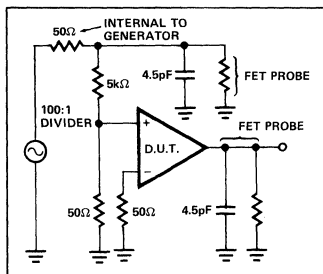 50Ω
INTERNAL TO
GENERATOR
5kΩ
4.5pF
FET PROBE
100:1
DIVIDER
+
D.U.T.
−
FET PROBE
50Ω
50Ω
4.5pF